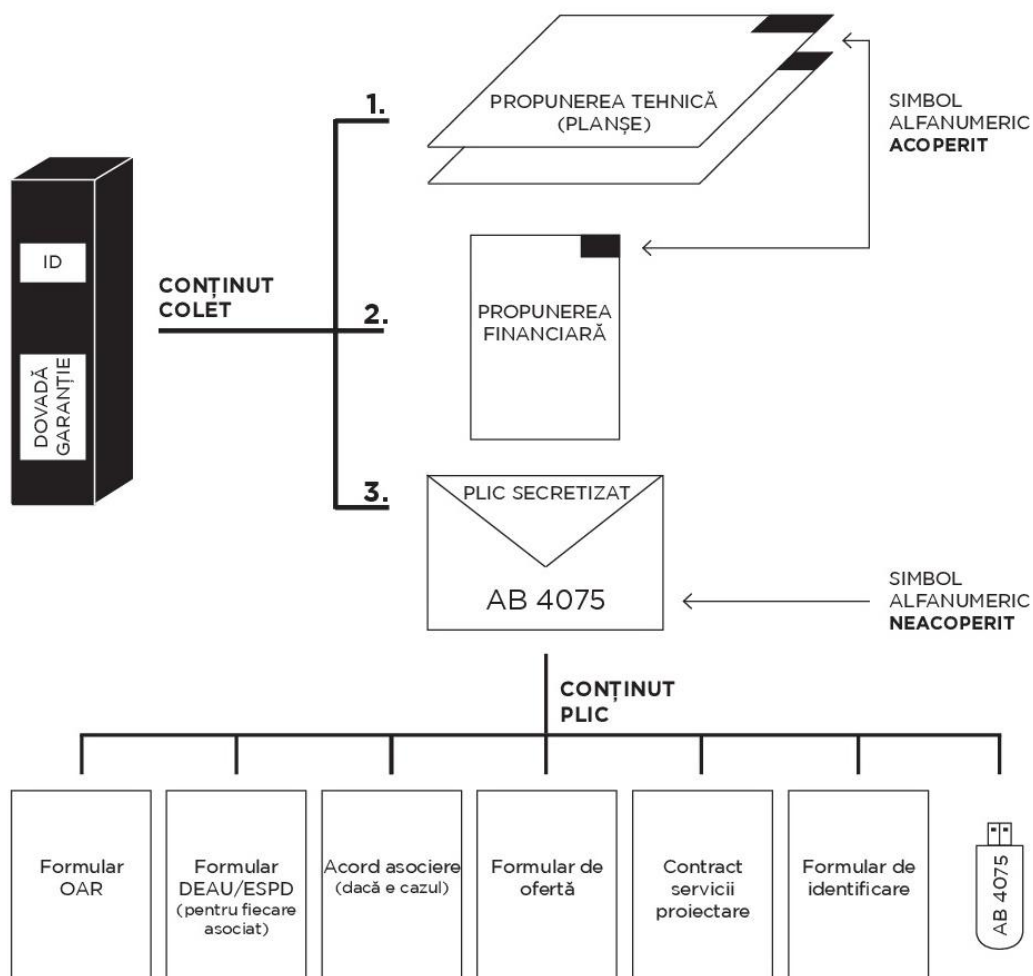 1.
PROPUNEREA TEHNICĂ
(PLANȘE)
SIMBOL
ALFANUMERIC
ACOPERIT
ID
DOVADĂ
GARANȚIE
CONȚINUT
COLET
2.
PROPUNEREA
FINANCIARĂ
3.
PLIC SECRETIZAT
AB 4075
SIMBOL
ALFANUMERIC
NEACOPERIT
CONȚINUT
PLIC
Formular
OAR
Formular
DEAU/ESPD
(pentru fiecare
asociat)
Acord asociere
(dacă e cazul)
Formular de
ofertă
Contract
servicii
proiectare
Formular de
identificare
AB 4075